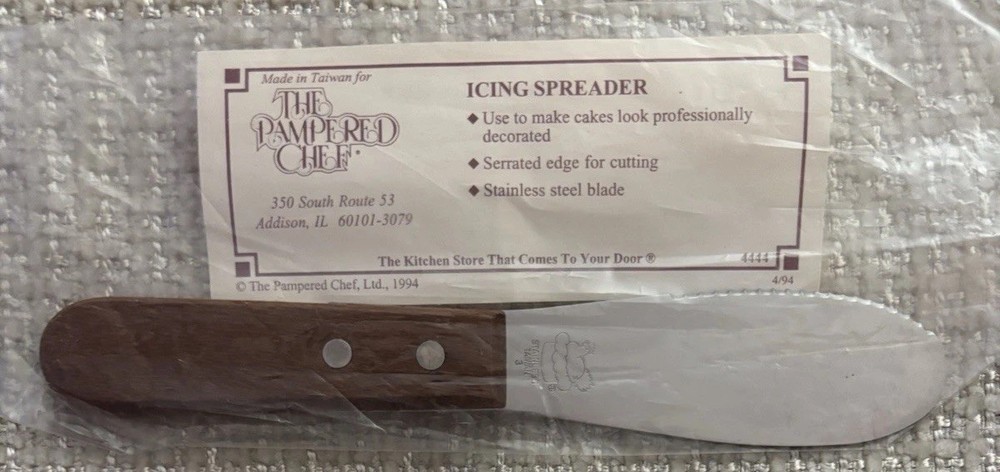 Made in Taiwan for
THE
PAMPERED
CHEF
350 South Route 53
Addison, IL 60101-3079
ICING SPREADER
◆ Use to make cakes look professionally
decorated
◆ Serrated edge for cutting
◆ Stainless steel blade
The Kitchen Store That Comes To Your Door ®
4444
© The Pampered Chef, Ltd., 1994
4/94